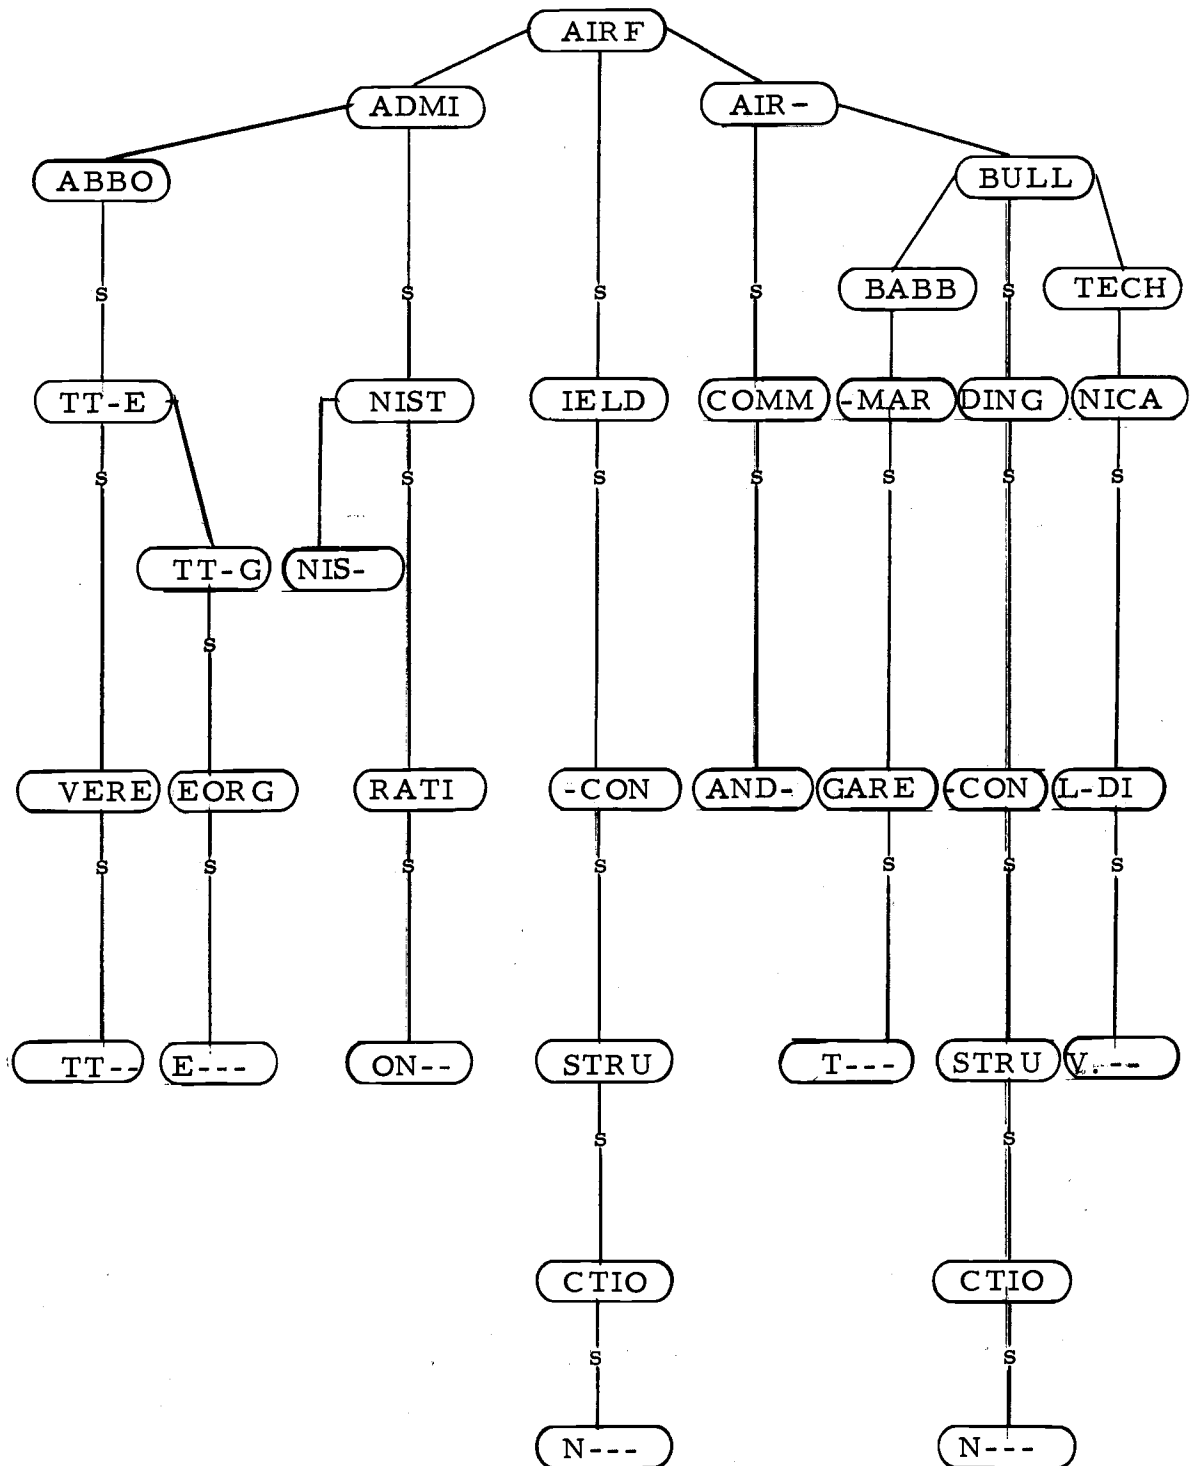 AIRF
ADMI AIR-
ABBO BULL
s s s s BABB s TECH
TT-E NIST IELD COMM -MAR DING NICA
s s s s s s s
TT-G NIS-
s
VERE EORG RATI -CON AND- GARE -CON L-DI
s s s s s s s
TT-- E--- ON-- STRU T--- STRU V.--
s s
CTIO CTIO
s s
N--- N---